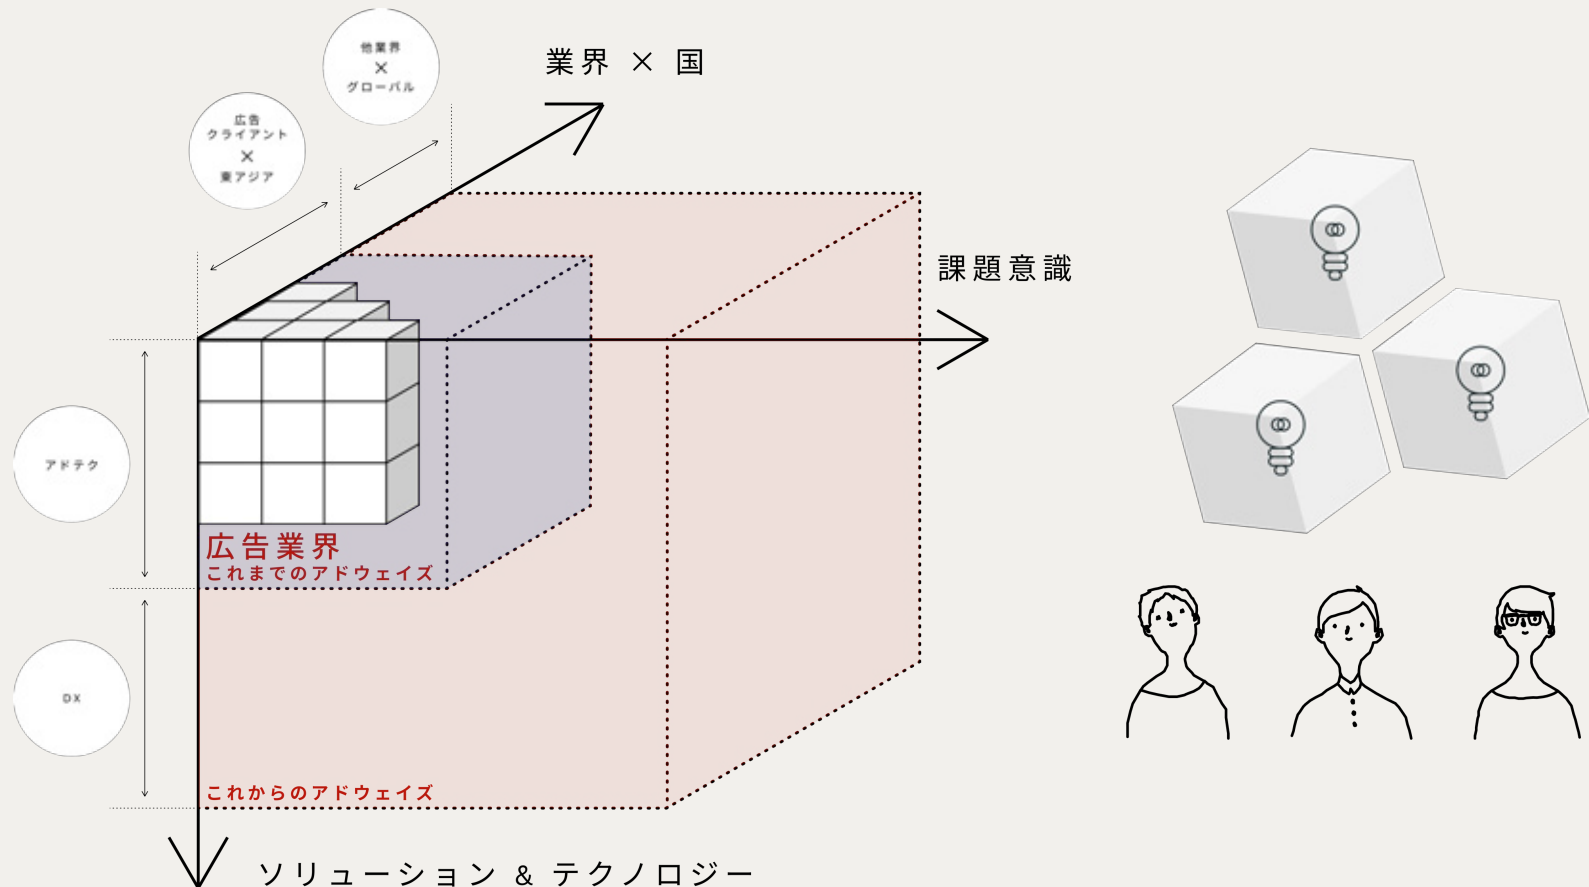 他業界
×
グローバル
業界 × 国
広告
クライアント
×
東アジア
課題意識
アドテク
広告業界
これまでのアドウェイズ
DX
これからのアドウェイズ
ソリューション & テクノロジー